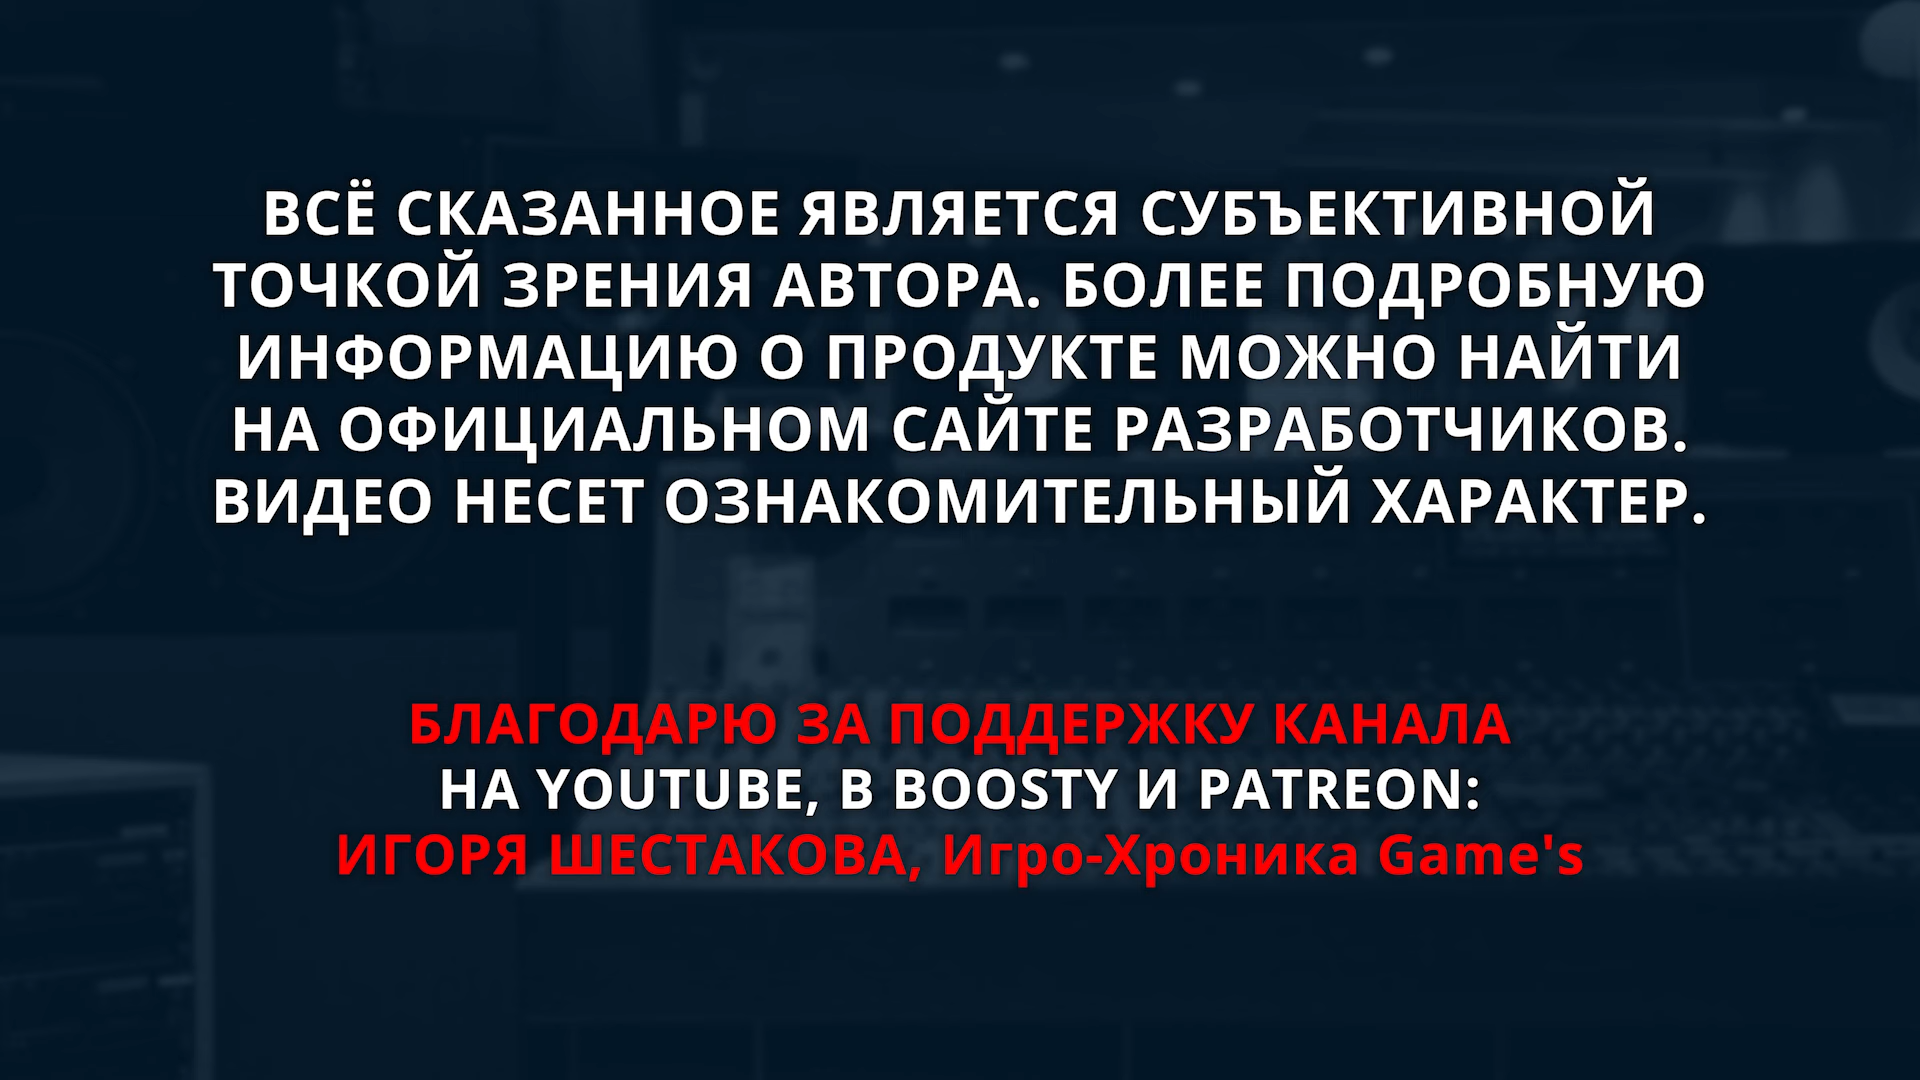 ВСЁ СКАЗАННОЕ ЯВЛЯЕТСЯ СУБЪЕКТИВНОЙ
ТОЧКОЙ ЗРЕНИЯ АВТОРА. БОЛЕЕ ПОДРОБНУЮ
ИНФОРМАЦИЮ О ПРОДУКТЕ МОЖНО НАЙТИ
НА ОФИЦИАЛЬНОМ САЙТЕ РАЗРАБОТЧИКОВ.
ВИДЕО НЕСЕТ ОЗНАКОМИТЕЛЬНЫЙ ХАРАКТЕР.
БЛАГОДАРЮ ЗА ПОДДЕРЖКУ КАНАЛА
НА YOUTUBE, В BOOSTY И PATREON:
ИГОРЯ ШЕСТАКОВА, Игро-Хроника Game's